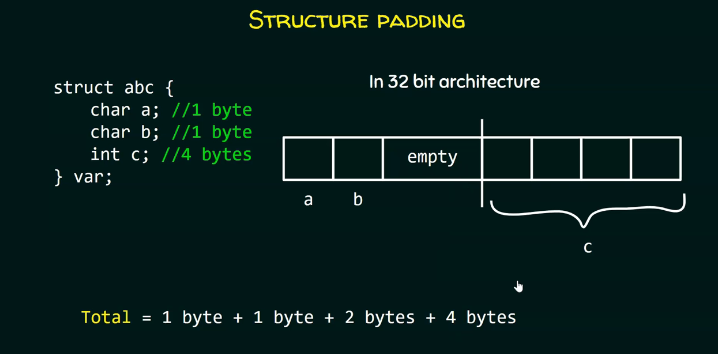 STRUCTURE PADDING
In 32 bit architecture
struct abc {
char a; //1 byte
char b; //1 byte
int c; //4 bytes
} var;
empty
a b
c
Total = 1 byte + 1 byte + 2 bytes + 4 bytes